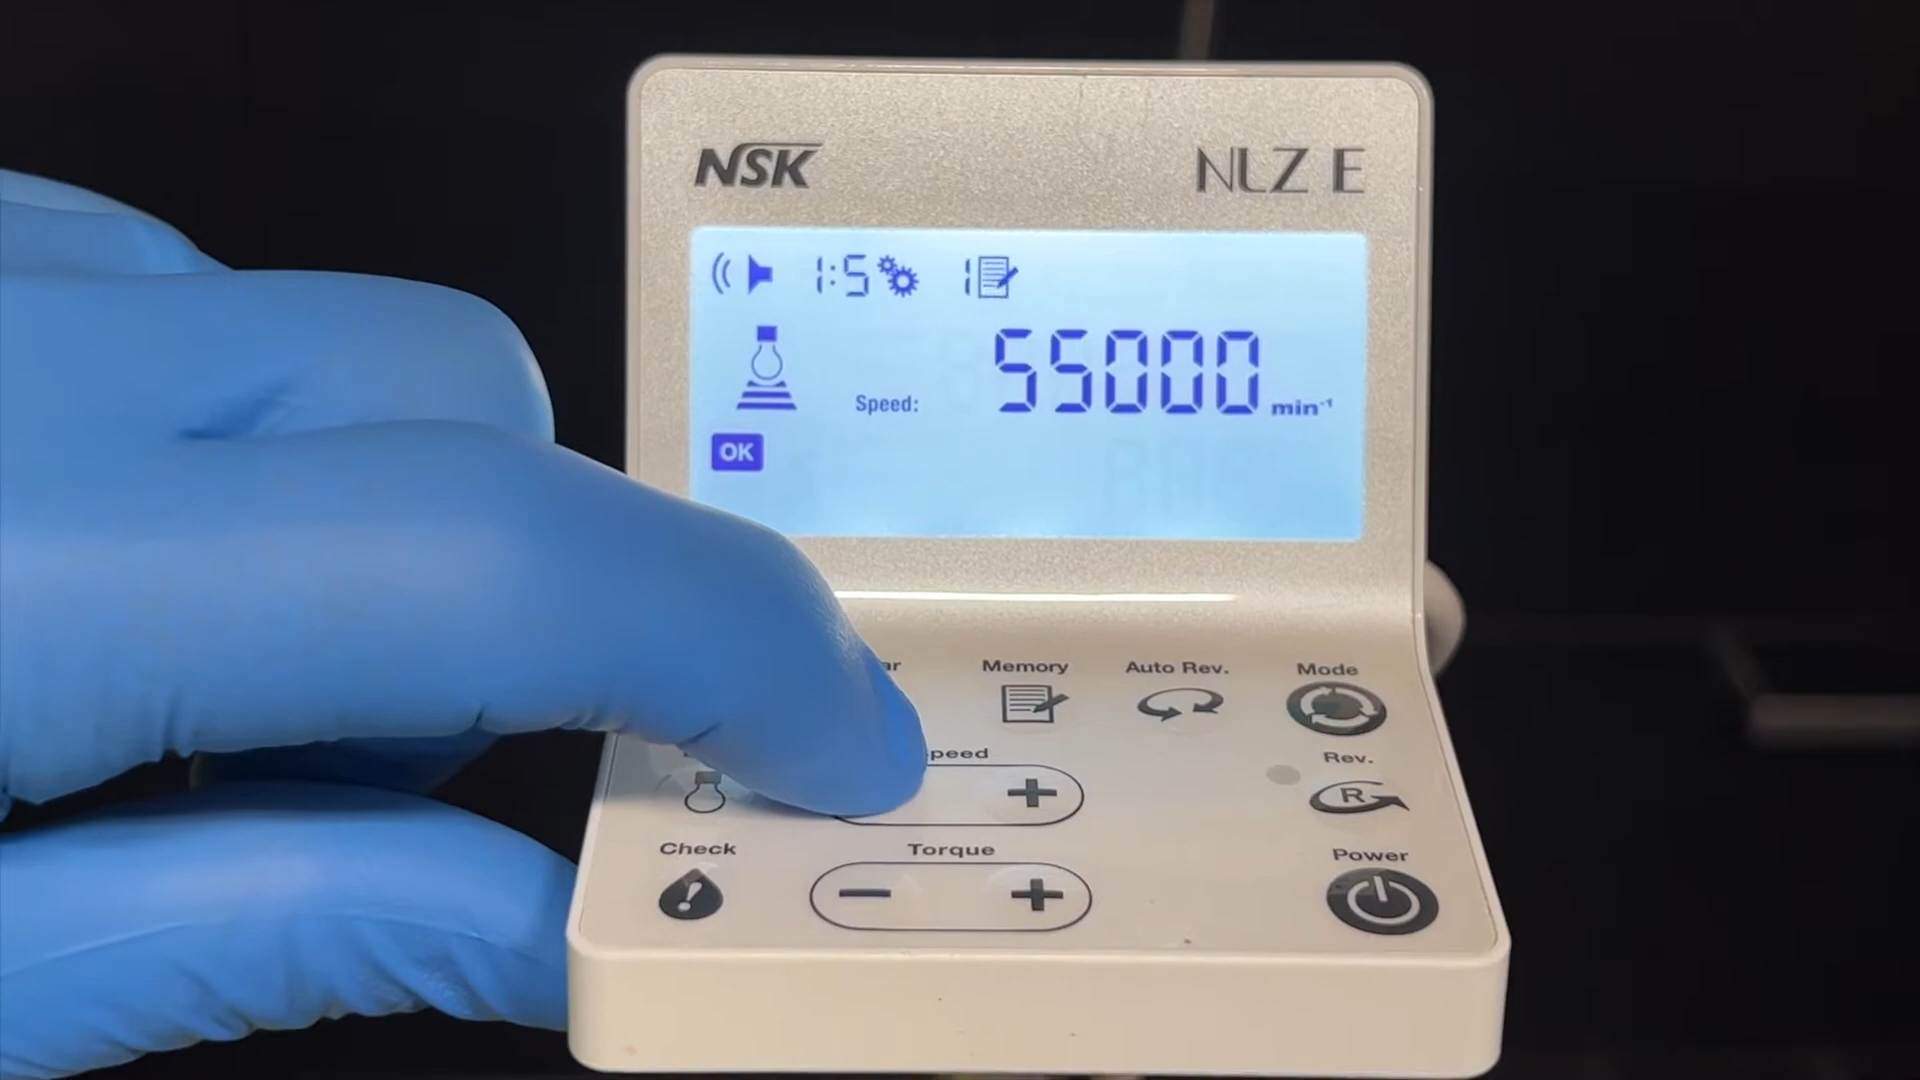 NSK NLZ E
1:5 1
Speed: 55000 min⁻¹
OK
Memory Auto Rev. Mode
Rev.
Check Torque Power